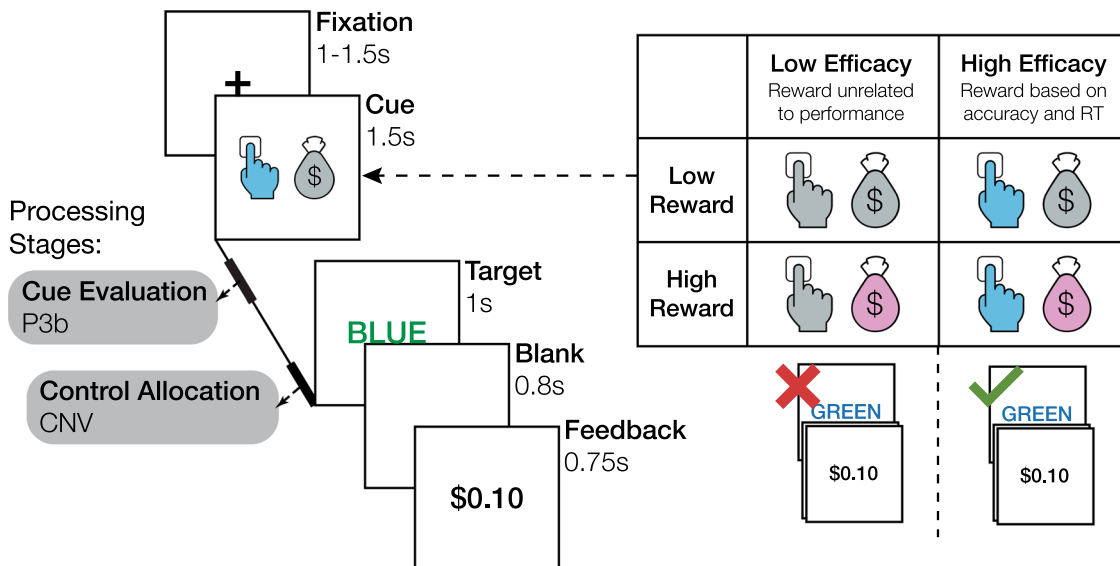 Fixation
1-1.5s
+
Cue
1.5s
$
Processing
Stages:
Cue Evaluation
P3b
Control Allocation
CNV
Target
1s
BLUE
Blank
0.8s
Feedback
0.75s
$0.10
Low Efficacy
Reward unrelated
to performance
High Efficacy
Reward based on
accuracy and RT
Low
Reward
$
$
High
Reward
$
$
GREEN
$0.10
GREEN
$0.10